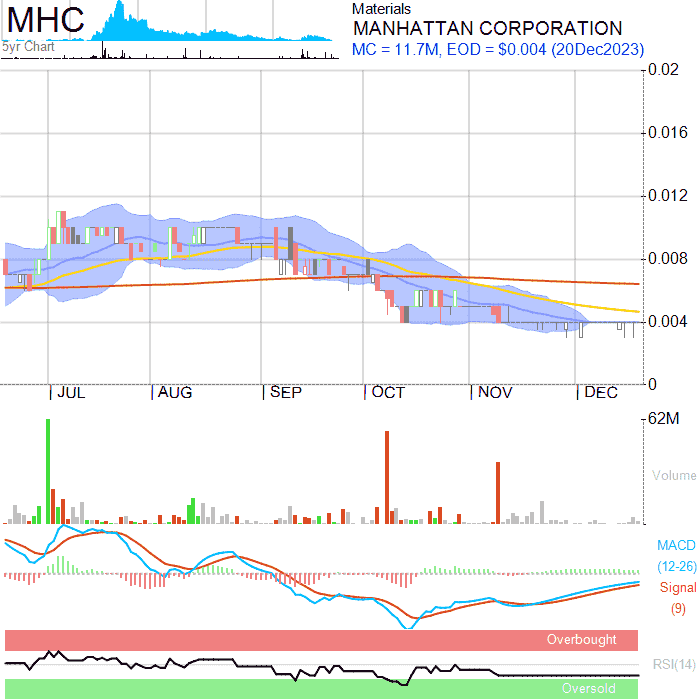 MHC
5yr Chart
Materials
MANHATTAN CORPORATION
MC = 11.7M, EOD = $0.004 (20Dec2023)
0.02
0.016
0.012
0.008
0.004
0
JUL AUG SEP OCT NOV DEC
62M
Volume
MACD
(12-26)
Signal
(9)
Overbought
RSI(14)
Oversold